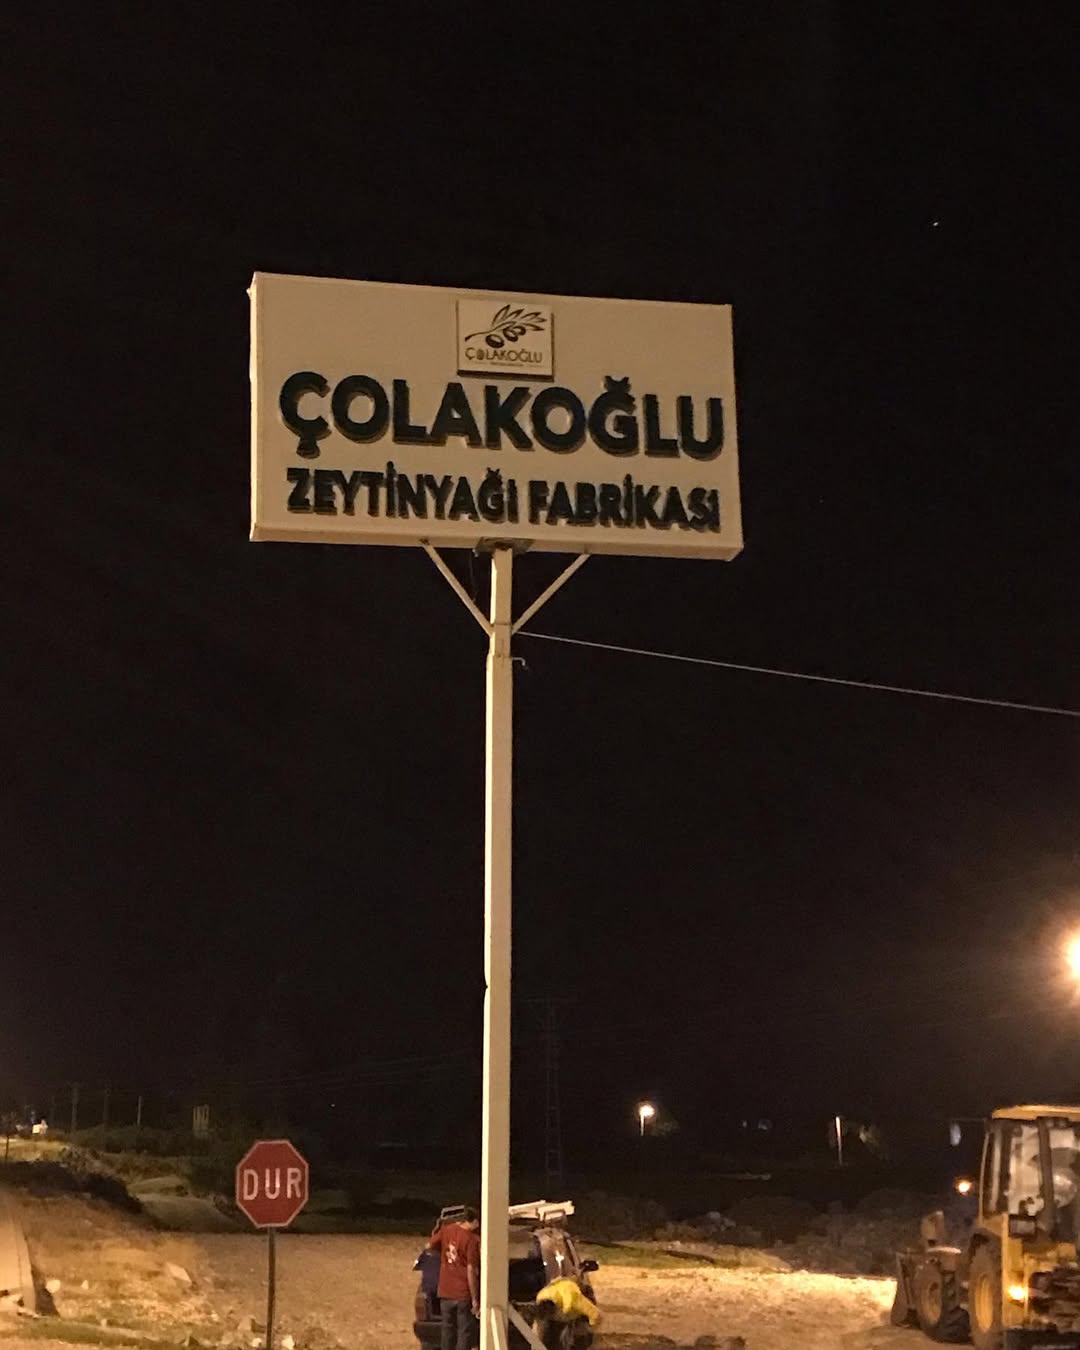 ÇOLAKOĞLU
ÇOLAKOĞLU
ZEYTİNYAĞI FABRİKASI
DUR